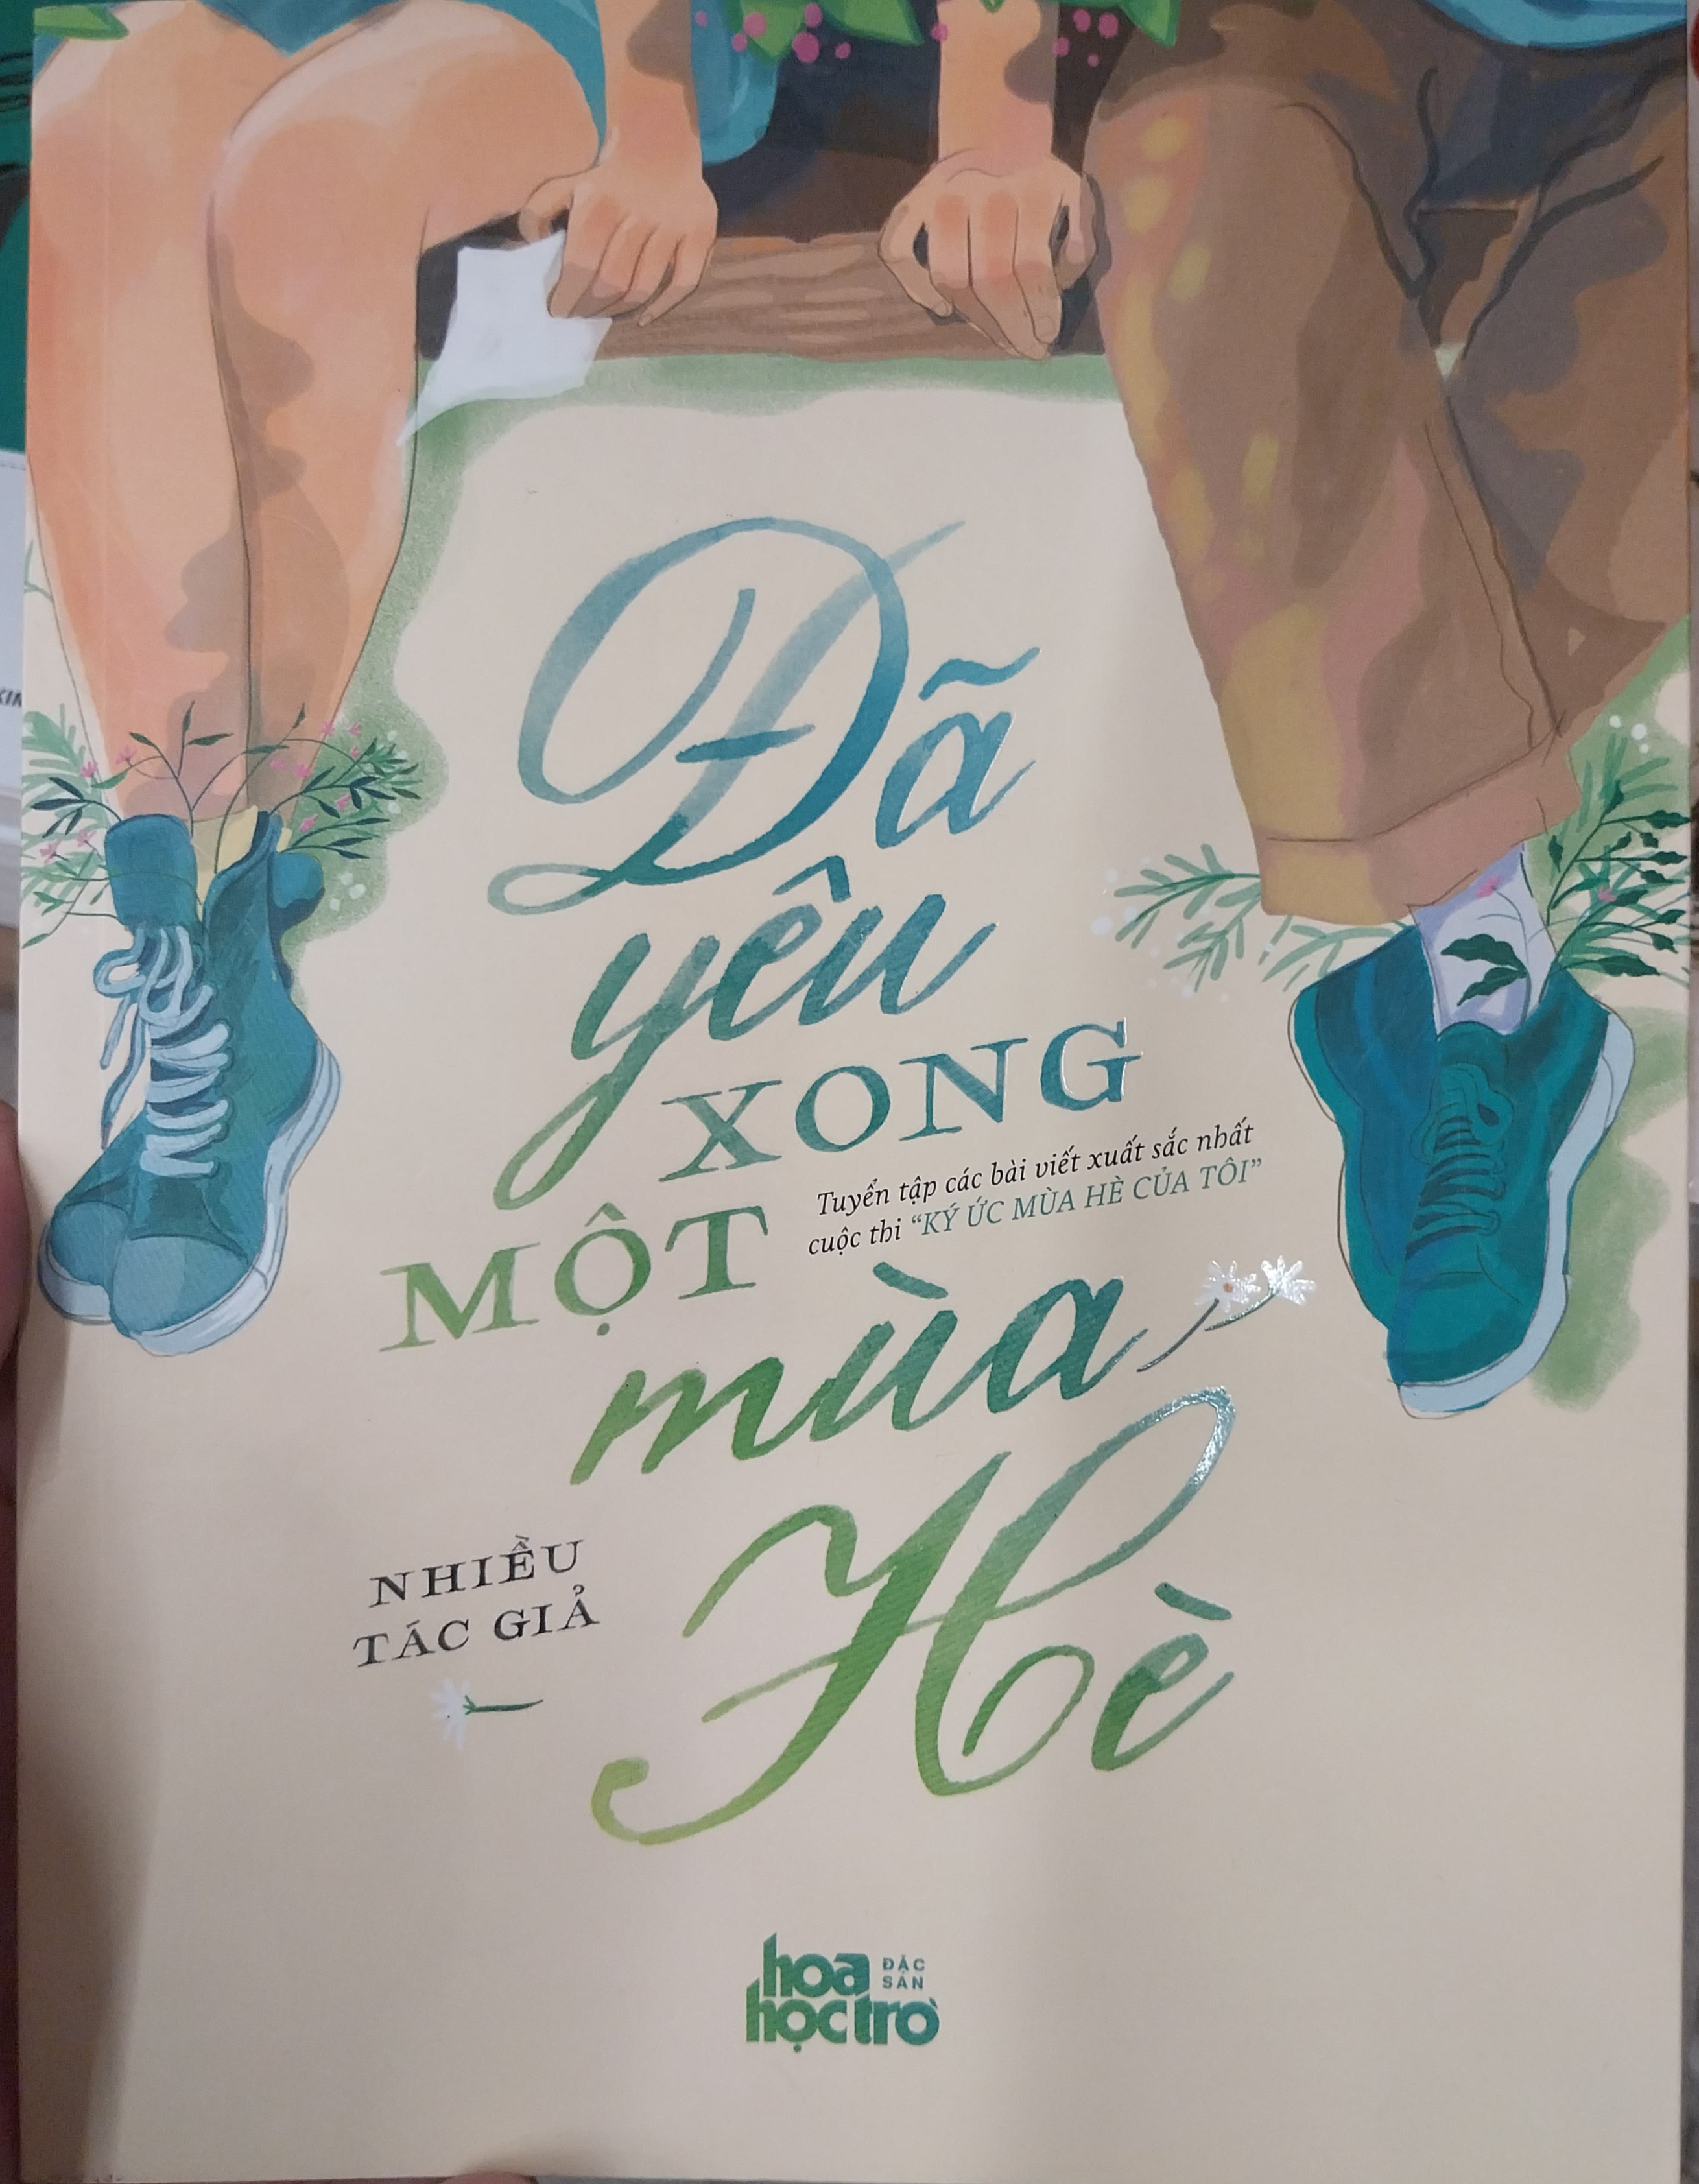 Đã
yêu
XONG
Tuyển tập các bài viết xuất sắc nhất
cuộc thi “KÝ ỨC MÙA HÈ CỦA TÔI”
MỘT
mùa
Hè
NHIỀU
TÁC GIẢ
hoa ĐẶC SẢN
học trò